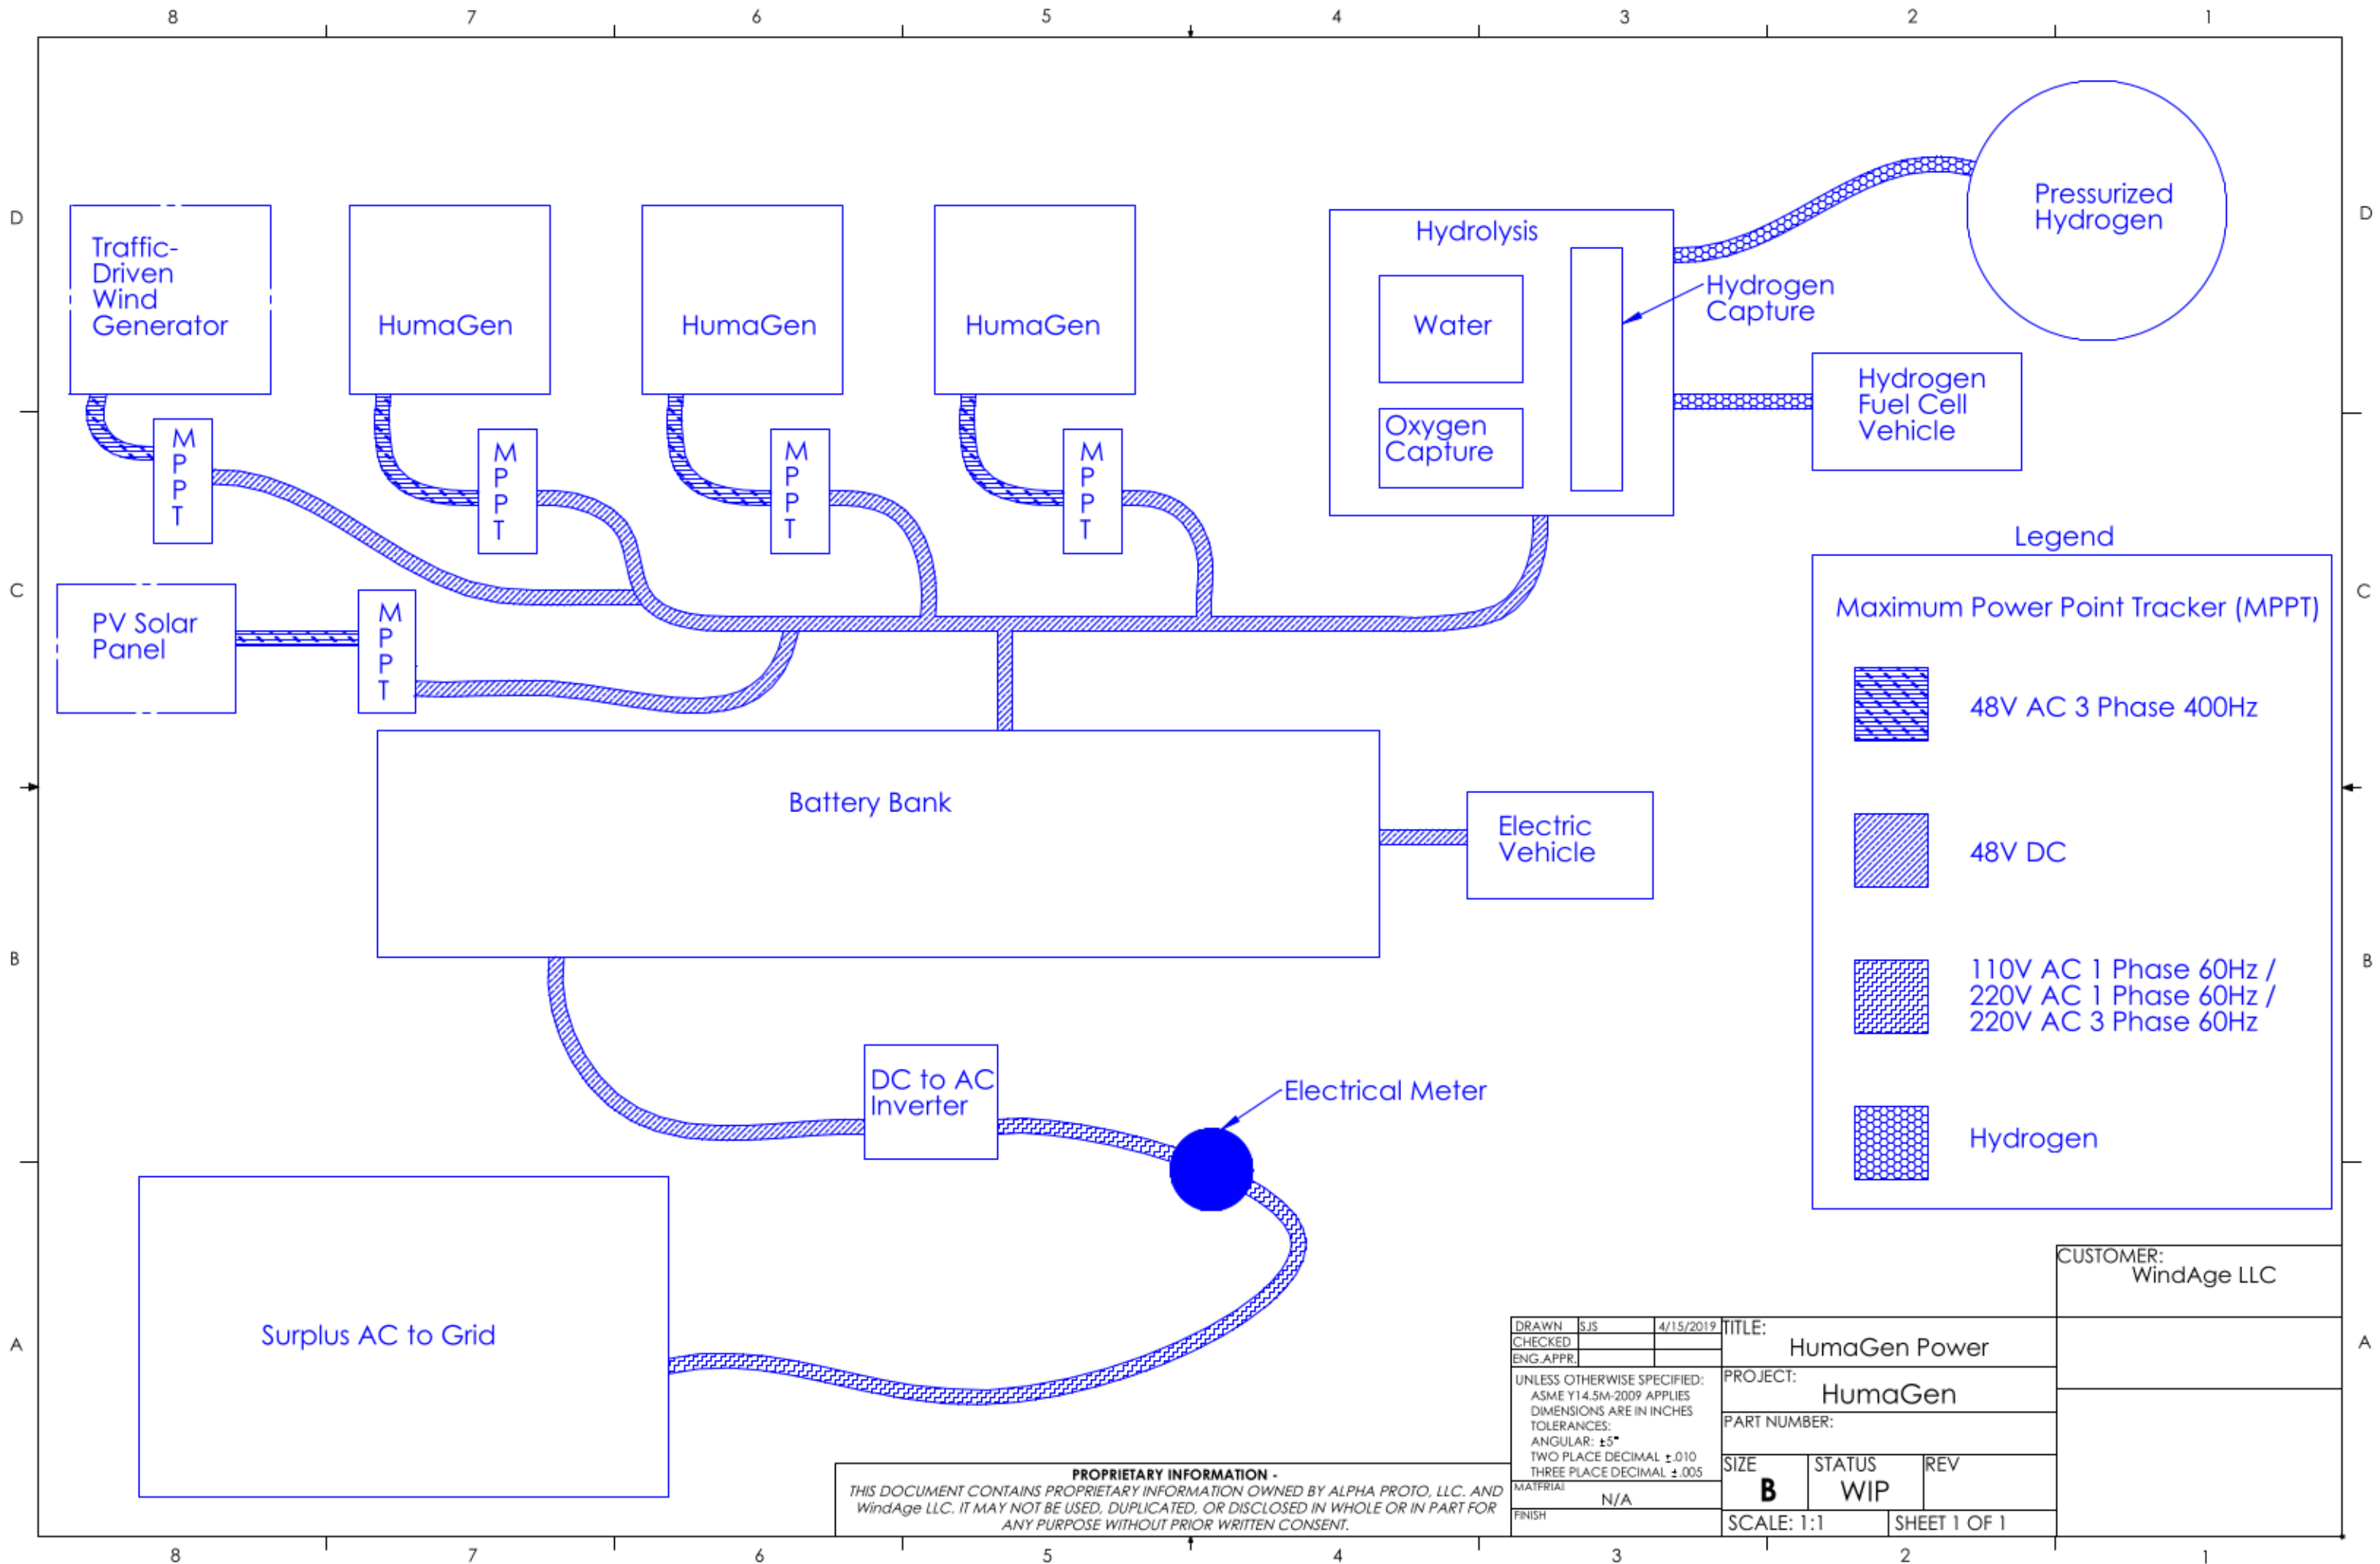 8 7 6 5 4 3 2 1
D
D
C
C
B
B
A
A
Traffic-
Driven
Wind
Generator
HumaGen
HumaGen
HumaGen
Hydrolysis
Water
Oxygen
Capture
Hydrogen
Capture
Pressurized
Hydrogen
Hydrogen
Fuel Cell
Vehicle
M
P
P
T
M
P
P
T
M
P
P
T
M
P
P
T
PV Solar
Panel
M
P
P
T
Battery Bank
Electric
Vehicle
DC to AC
Inverter
Electrical Meter
Surplus AC to Grid
Legend
Maximum Power Point Tracker (MPPT)
48V AC 3 Phase 400Hz
48V DC
110V AC 1 Phase 60Hz /
220V AC 1 Phase 60Hz /
220V AC 3 Phase 60Hz
Hydrogen
CUSTOMER:
WindAge LLC
DRAWN SJS 4/15/2019
CHECKED
ENG.APPR.
TITLE:
HumaGen Power
UNLESS OTHERWISE SPECIFIED:
ASME Y14.5M-2009 APPLIES
DIMENSIONS ARE IN INCHES
TOLERANCES:
ANGULAR: ±5°
TWO PLACE DECIMAL ±.010
THREE PLACE DECIMAL ±.005
MATERIAL
N/A
FINISH
PROJECT:
HumaGen
PART NUMBER:
SIZE
B
STATUS
WIP
REV
SCALE: 1:1
SHEET 1 OF 1
PROPRIETARY INFORMATION -
THIS DOCUMENT CONTAINS PROPRIETARY INFORMATION OWNED BY ALPHA PROTO, LLC. AND
WindAge LLC. IT MAY NOT BE USED, DUPLICATED, OR DISCLOSED IN WHOLE OR IN PART FOR
ANY PURPOSE WITHOUT PRIOR WRITTEN CONSENT.
8 7 6 5 4 3 2 1